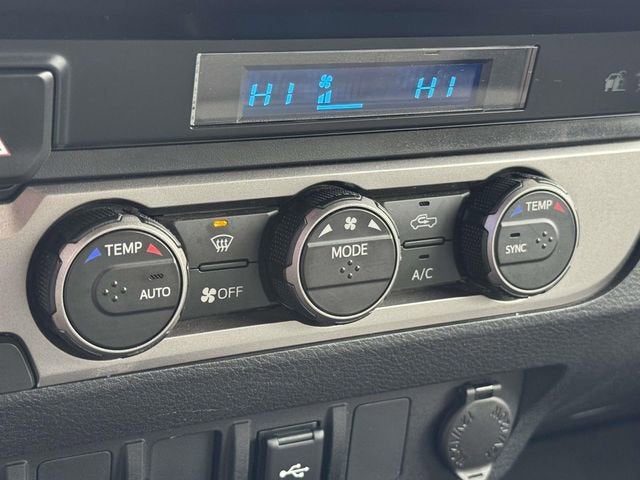 HI HI
TEMP
AUTO
OFF
MODE
A/C
TEMP
SYNC